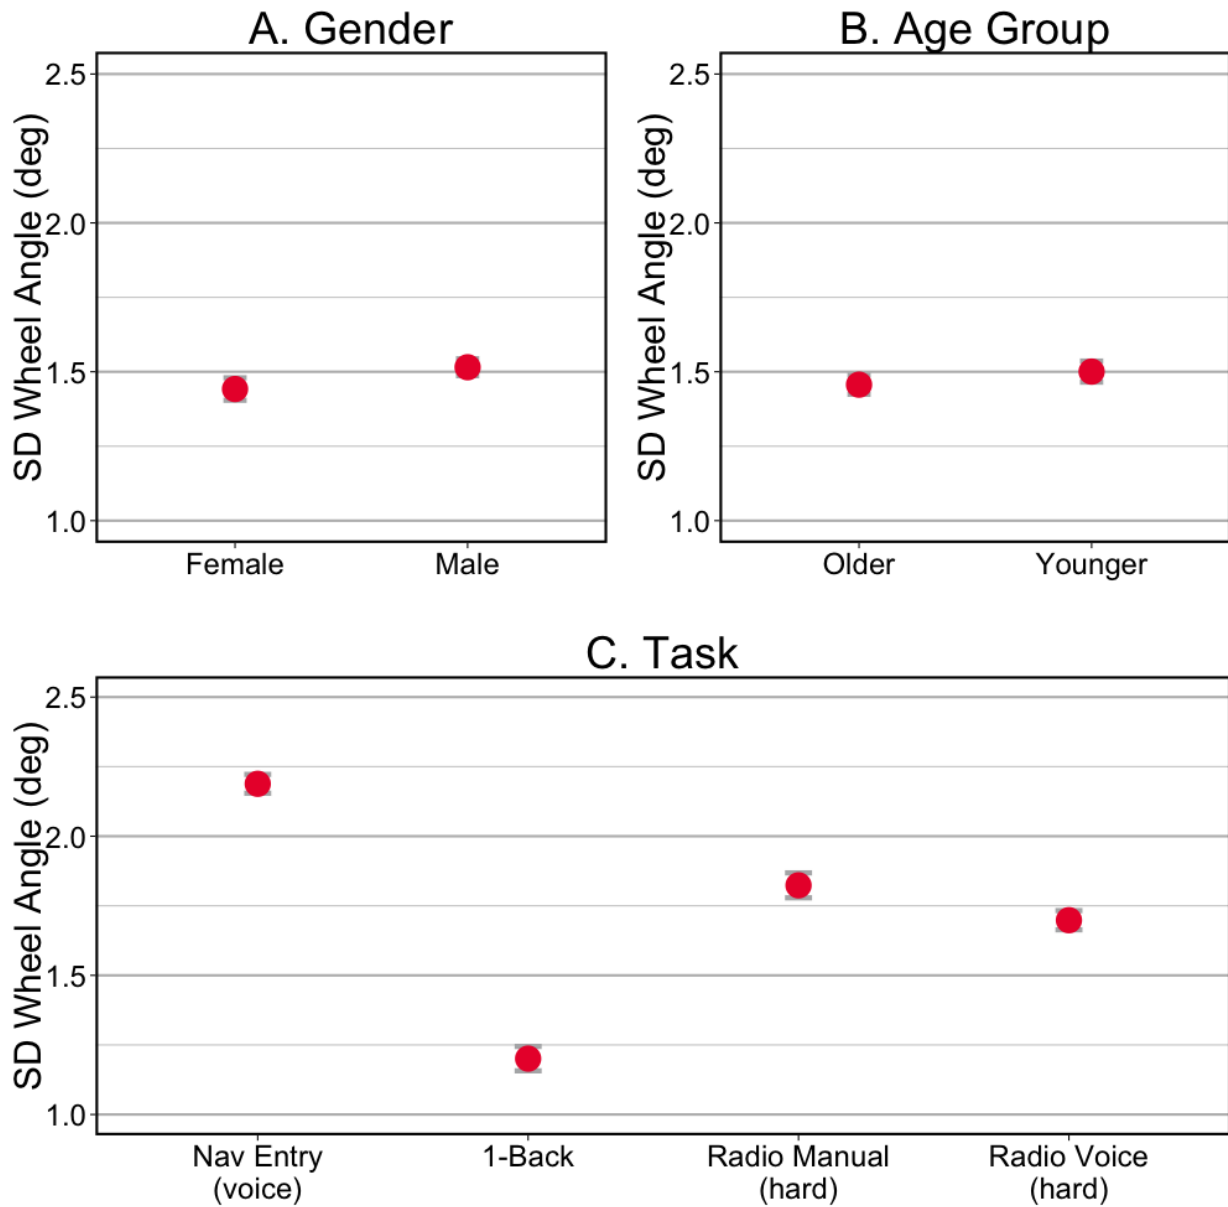 A. Gender
SD Wheel Angle (deg)
2.5
2.0
1.5
1.0
Female Male
B. Age Group
SD Wheel Angle (deg)
2.5
2.0
1.5
1.0
Older Younger
C. Task
SD Wheel Angle (deg)
2.5
2.0
1.5
1.0
Nav Entry 1-Back Radio Manual Radio Voice
(voice) (hard) (hard)